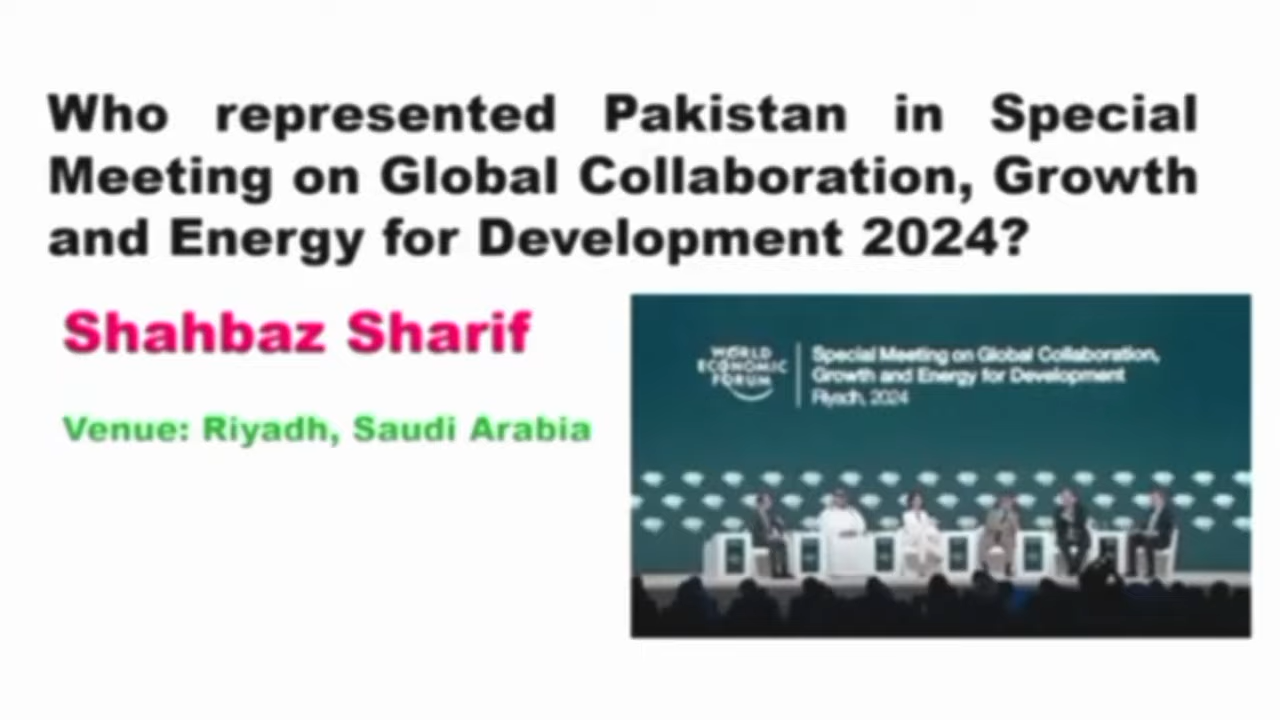 Who represented Pakistan in Special
Meeting on Global Collaboration, Growth
and Energy for Development 2024?
Shahbaz Sharif
Venue: Riyadh, Saudi Arabia
WORLD
ECONOMIC
FORUM
Special Meeting on Global Collaboration,
Growth and Energy for Development
Riyadh, 2024